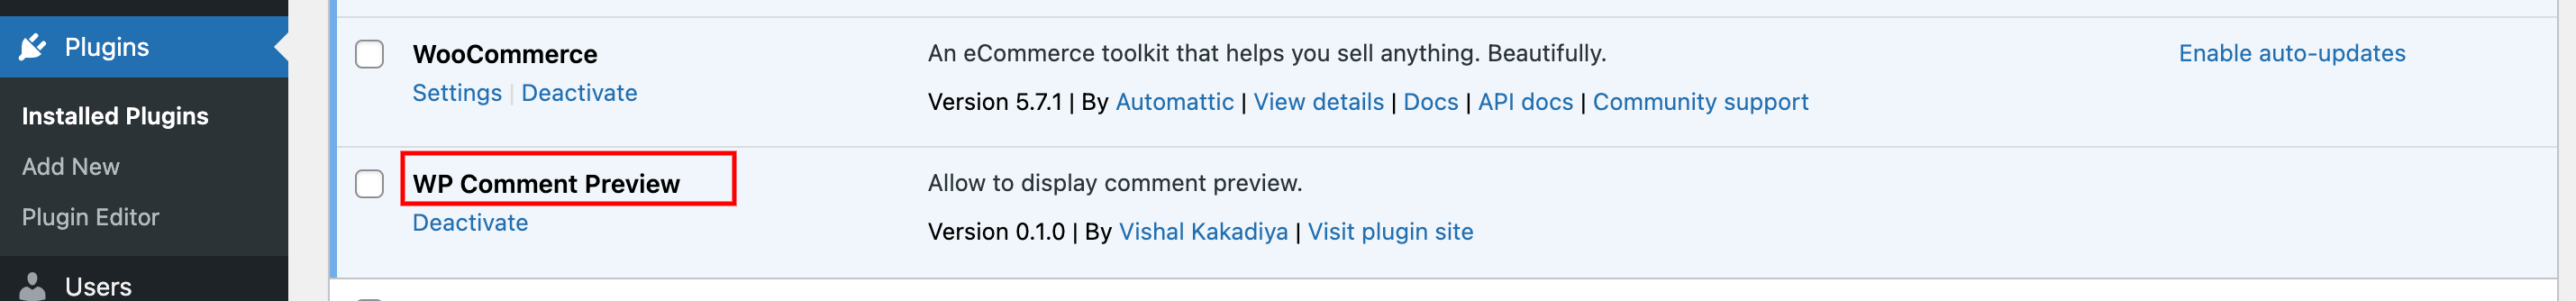 Plugins
Installed Plugins
Add New
Plugin Editor
Users
WooCommerce
Settings | Deactivate
An eCommerce toolkit that helps you sell anything. Beautifully.
Version 5.7.1 | By Automattic | View details | Docs | API docs | Community support
Enable auto-updates
WP Comment Preview
Deactivate
Allow to display comment preview.
Version 0.1.0 | By Vishal Kakadiya | Visit plugin site